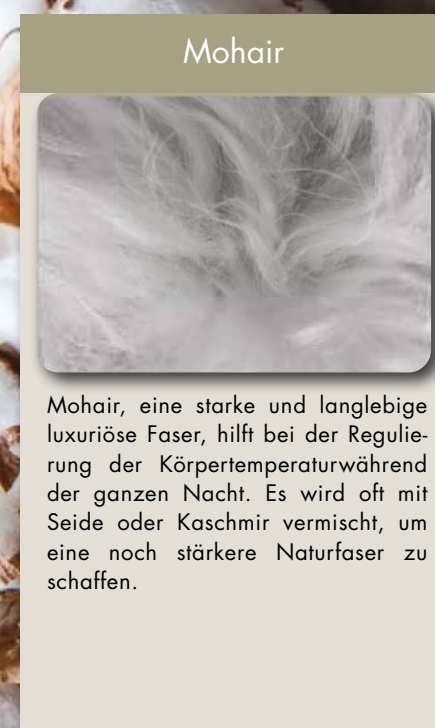 Mohair
Mohair, eine starke und langlebige
luxuriöse Faser, hilft bei der Regulie-
rung der Körpertemperaturwährend
der ganzen Nacht. Es wird oft mit
Seide oder Kaschmir vermischt, um
eine noch stärkere Naturfaser zu
schaffen.